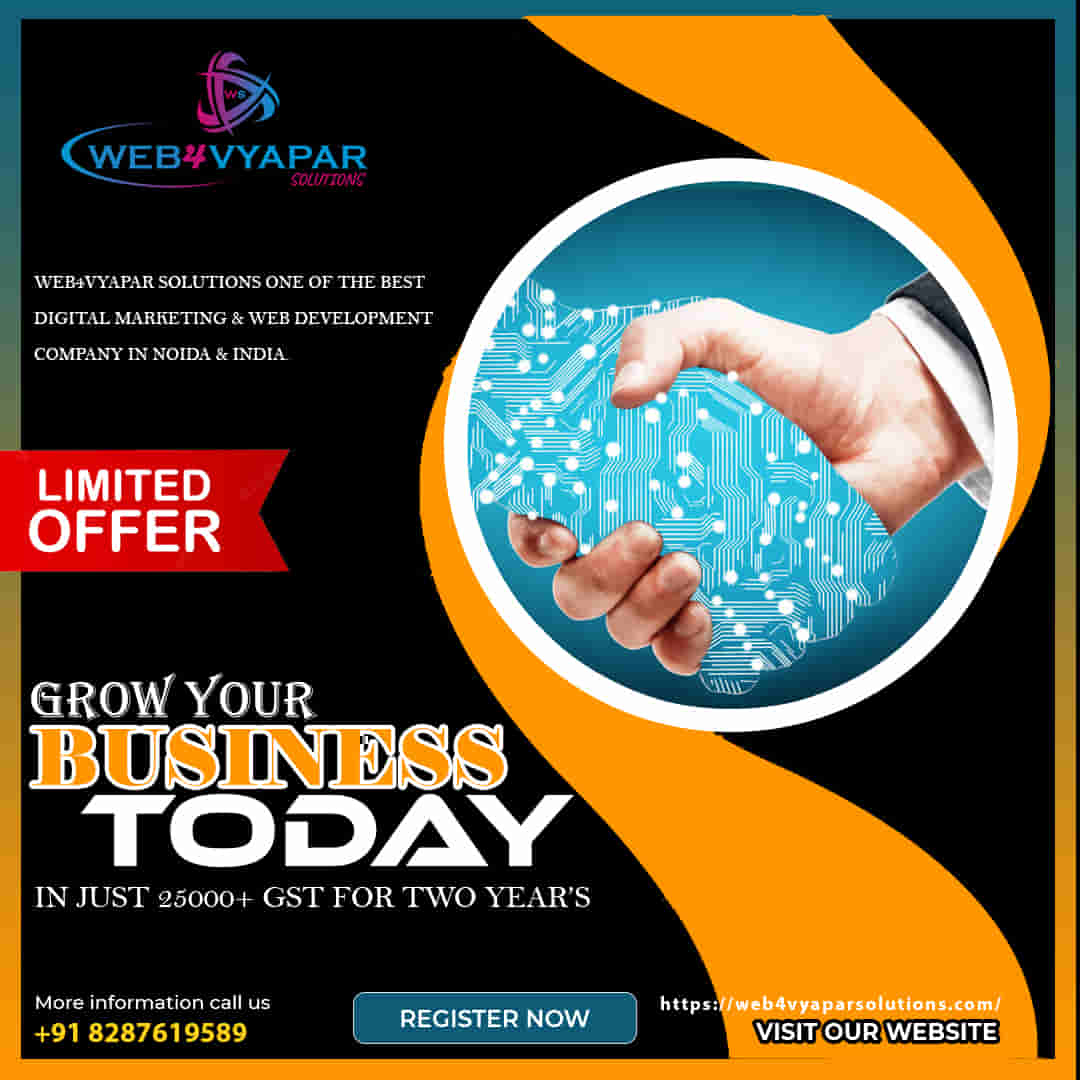 WS
WEB4VYAPAR
SOLUTIONS
WEB4VYAPAR SOLUTIONS ONE OF THE BEST
DIGITAL MARKETING & WEB DEVELOPMENT
COMPANY IN NOIDA & INDIA.
LIMITED
OFFER
GROW YOUR
BUSINESS
TODAY
IN JUST 25000+ GST FOR TWO YEAR'S
More information call us
+91 8287619589
REGISTER NOW
https://web4vyaparsolutions.com/
VISIT OUR WEBSITE